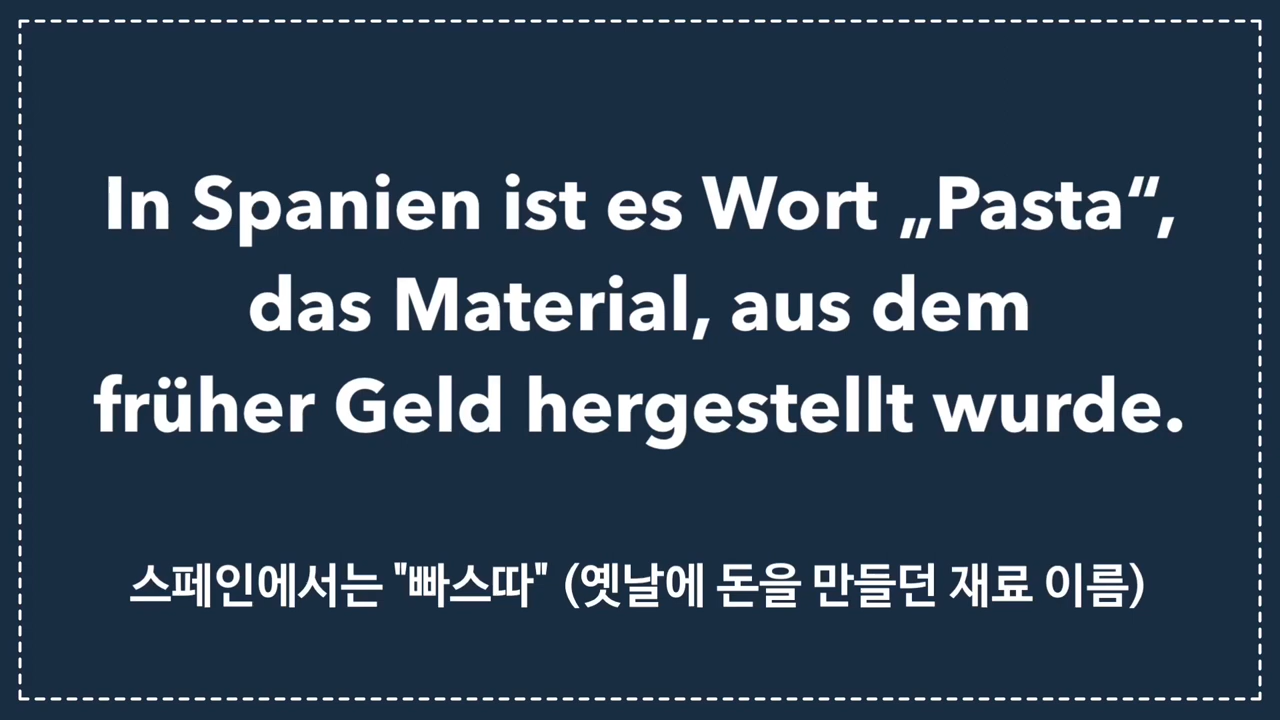 In Spanien ist es Wort „Pasta“,
das Material, aus dem
früher Geld hergestellt wurde.
스페인에서는 "빠스따" (옛날에 돈을 만들던 재료 이름)